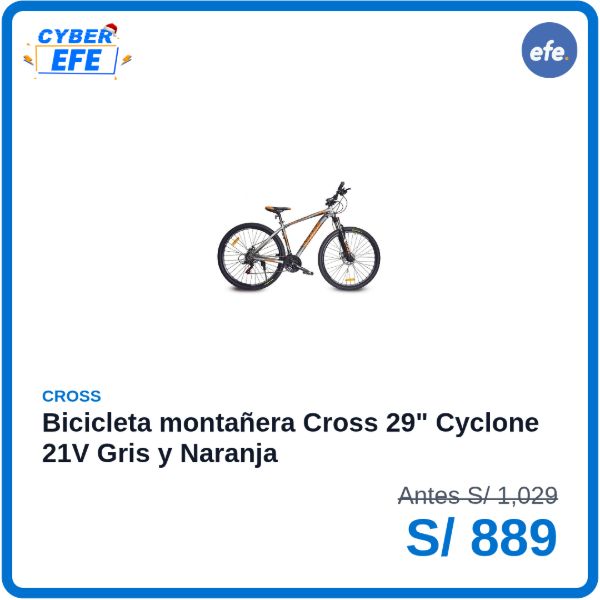 CYBER
EFE
efe.
CROSS
Bicicleta montañera Cross 29" Cyclone
21V Gris y Naranja
Antes S/ 1,029
S/ 889